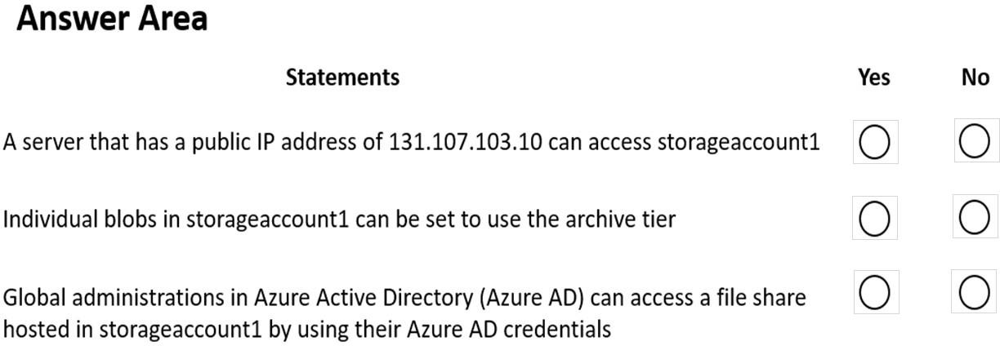 Answer Area
Statements Yes No
A server that has a public IP address of 131.107.103.10 can access storageaccount1
Individual blobs in storageaccount1 can be set to use the archive tier
Global administrations in Azure Active Directory (Azure AD) can access a file share
hosted in storageaccount1 by using their Azure AD credentials